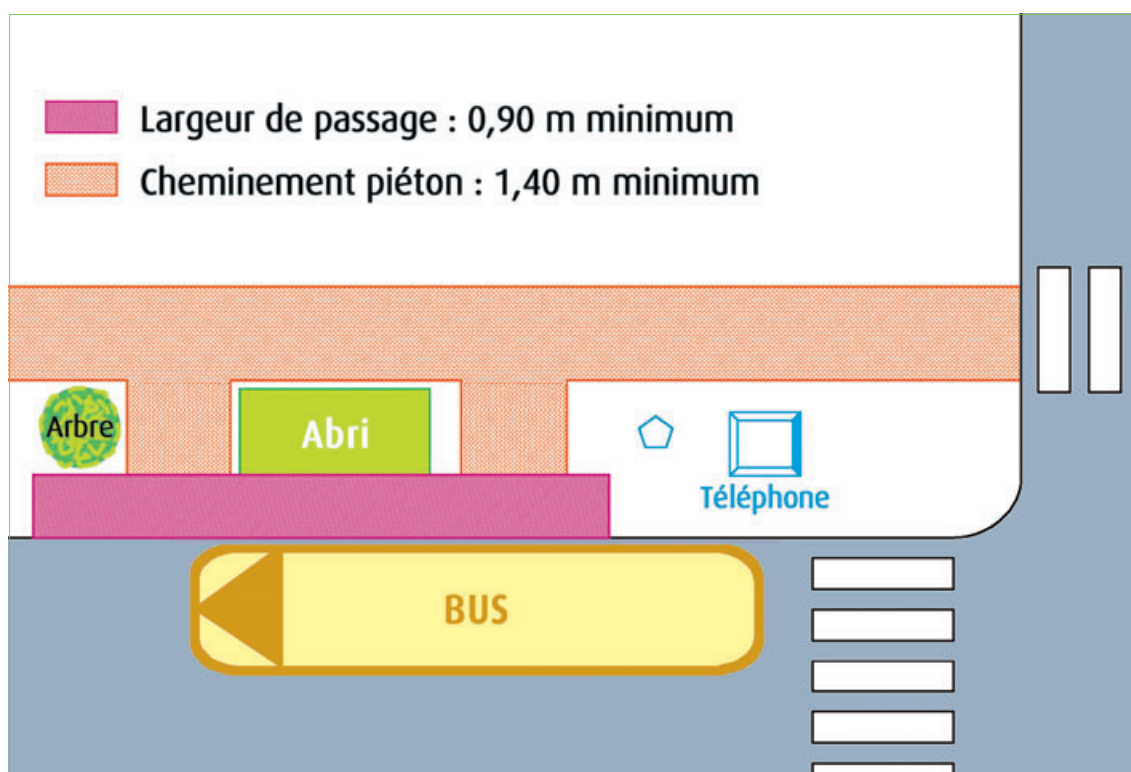 Largeur de passage : 0,90 m minimum
Cheminement piéton : 1,40 m minimum
Arbre
Abri
Téléphone
BUS